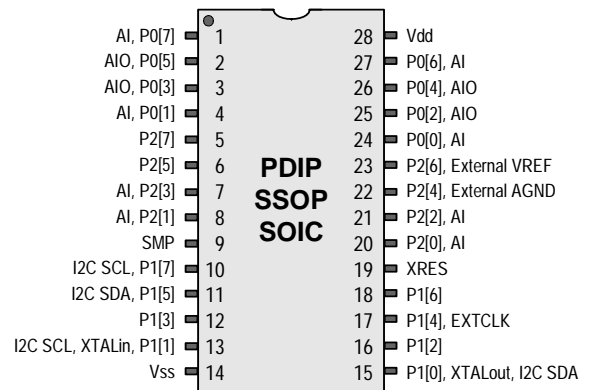 AI, P0[7] 1 28 Vdd
AIO, P0[5] 2 27 P0[6], AI
AIO, P0[3] 3 26 P0[4], AIO
AI, P0[1] 4 25 P0[2], AIO
P2[7] 5 24 P0[0], AI
P2[5] 6 PDIP 23 P2[6], External VREF
AI, P2[3] 7 SSOP 22 P2[4], External AGND
AI, P2[1] 8 SOIC 21 P2[2], AI
SMP 9 20 P2[0], AI
I2C SCL, P1[7] 10 19 XRES
I2C SDA, P1[5] 11 18 P1[6]
P1[3] 12 17 P1[4], EXTCLK
I2C SCL, XTALin, P1[1] 13 16 P1[2]
Vss 14 15 P1[0], XTALout, I2C SDA